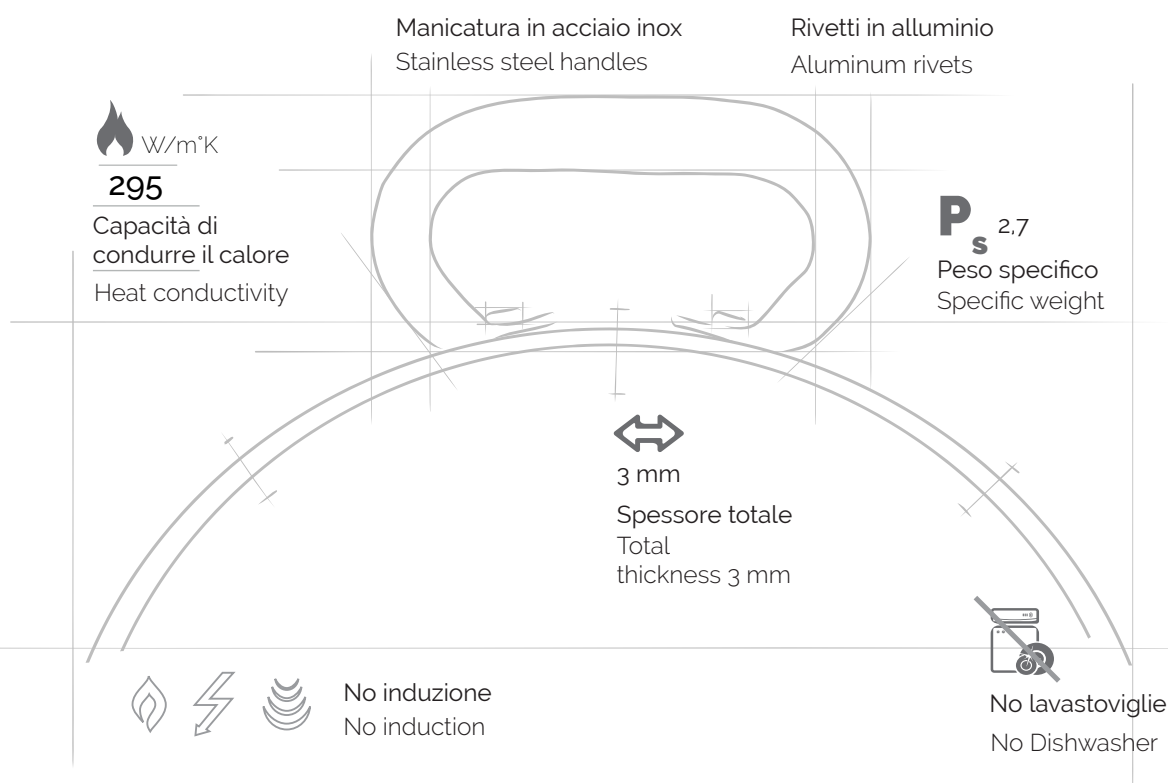 Manicatura in acciaio inox
Stainless steel handles
Rivetti in alluminio
Aluminum rivets
W/m°K
295
Capacità di
condurre il calore
Heat conductivity
Ps 2,7
Peso specifico
Specific weight
3 mm
Spessore totale
Total
thickness 3 mm
No induzione
No induction
No lavastoviglie
No Dishwasher